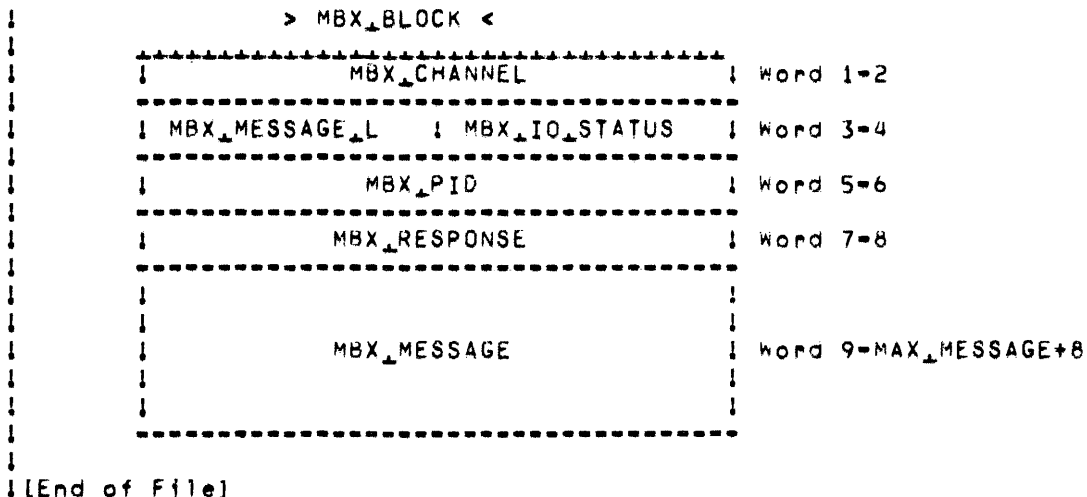 ! > MBX_BLOCK <
!
! ---------------------------------------
! ! MBX_CHANNEL ! Word 1-2
! ---------------------------------------
! ! MBX_MESSAGE_L ! MBX_IO_STATUS ! Word 3-4
! ---------------------------------------
! ! MBX_PID ! Word 5-6
! ---------------------------------------
! ! MBX_RESPONSE ! Word 7-8
! ---------------------------------------
! ! !
! ! !
! ! MBX_MESSAGE ! Word 9-MAX_MESSAGE+8
! ! !
! ! !
! ---------------------------------------
!
![End of File]